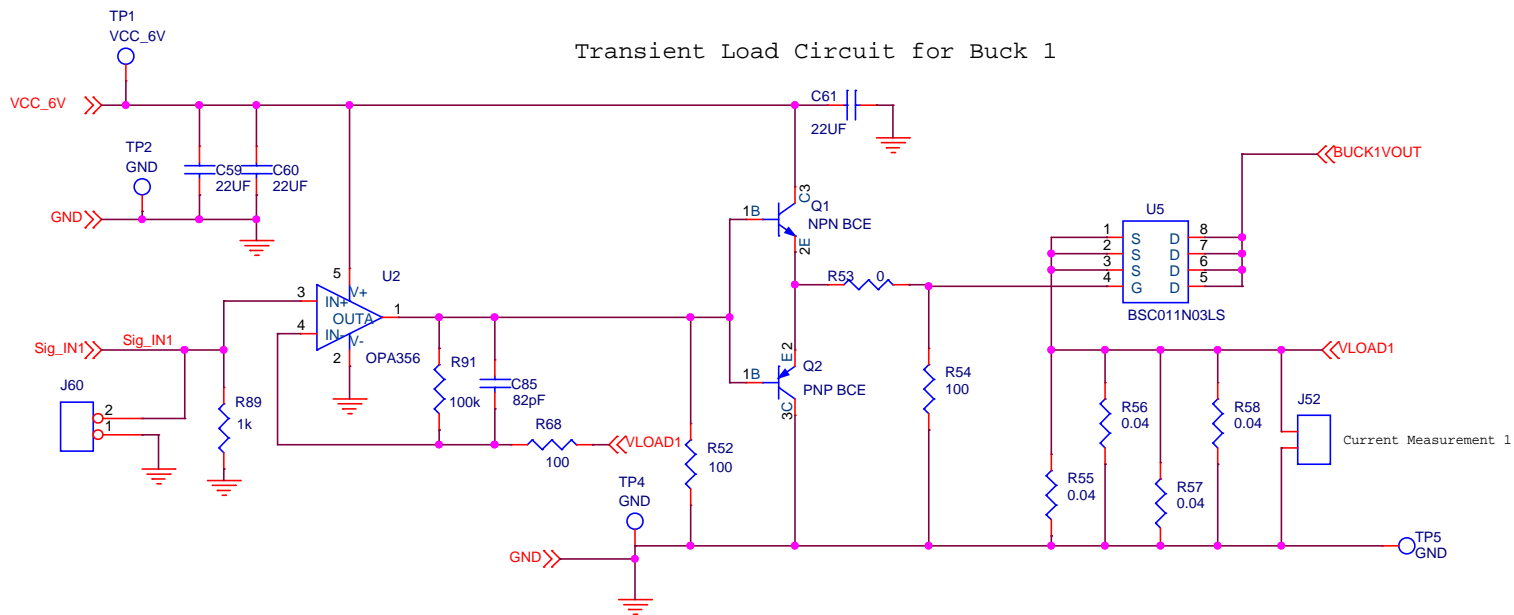 Transient Load Circuit for Buck 1
TP1
VCC_6V
VCC_6V
TP2
GND
GND
C59
22UF
C60
22UF
C61
22UF
Sig_IN1
Sig_IN1
J60
2
1
R89
1k
U2
5
V+
3
IN+
4
IN-
OUTA
1
V-
2
OPA356
R91
100k
C85
82pF
R68
100
VLOAD1
R52
100
TP4
GND
GND
1B
C3
Q1
NPN BCE
2E
R53
0
E2
1B
Q2
PNP BCE
3C
R54
100
BUCK1VOUT
U5
1 S D 8
2 S D 7
3 S D 6
4 G D 5
BSC011N03LS
VLOAD1
R56
0.04
R58
0.04
R55
0.04
R57
0.04
J52
Current Measurement 1
TP5
GND